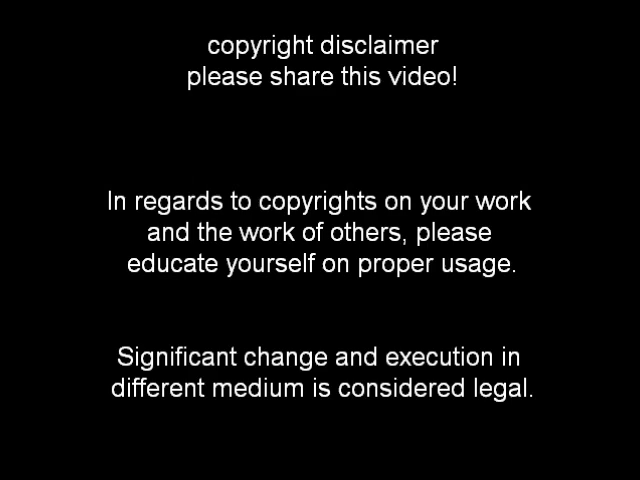 copyright disclaimer
please share this video!
In regards to copyrights on your work
and the work of others, please
educate yourself on proper usage.
Significant change and execution in
different medium is considered legal.